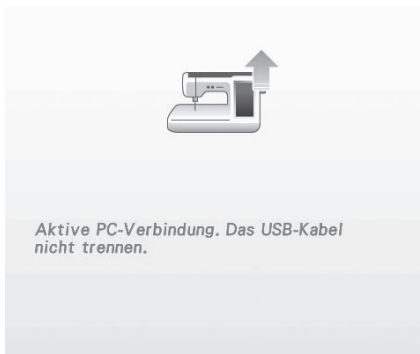 Aktive PC-Verbindung. Das USB-Kabel
nicht trennen.